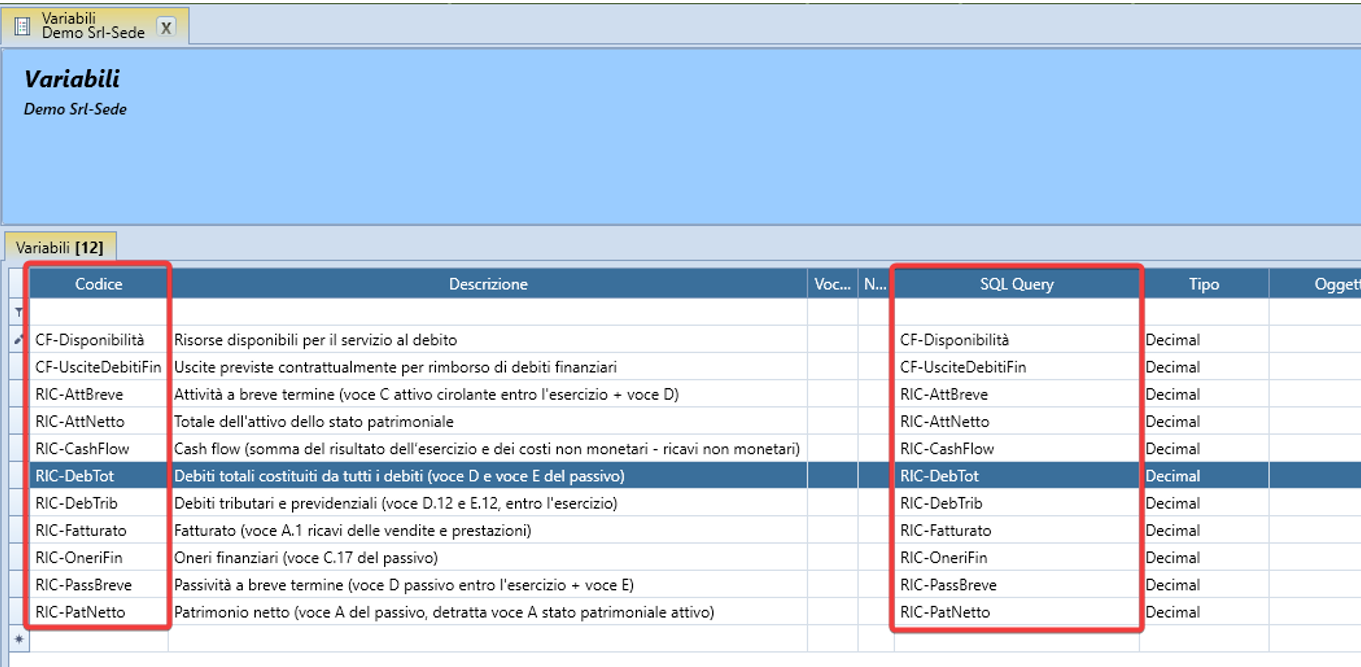 Variabili
Demo Srl-Sede
X
Variabili
Demo Srl-Sede
Variabili [12]
Codice Descrizione Voc... N... SQL Query Tipo Oggett
CF-Disponibilità Risorse disponibili per il servizio al debito CF-Disponibilità Decimal
CF-UsciteDebitiFin Uscite previste contrattualmente per rimborso di debiti finanziari CF-UsciteDebitiFin Decimal
RIC-AttBreve Attività a breve termine (voce C attivo cirolante entro l'esercizio + voce D) RIC-AttBreve Decimal
RIC-AttNetto Totale dell'attivo dello stato patrimoniale RIC-AttNetto Decimal
RIC-CashFlow Cash flow (somma del risultato dell'esercizio e dei costi non monetari - ricavi non monetari) RIC-CashFlow Decimal
RIC-DebTot Debiti totali costituiti da tutti i debiti (voce D e voce E del passivo) RIC-DebTot Decimal
RIC-DebTrib Debiti tributari e previdenziali (voce D.12 e E.12, entro l'esercizio) RIC-DebTrib Decimal
RIC-Fatturato Fatturato (voce A.1 ricavi delle vendite e prestazioni) RIC-Fatturato Decimal
RIC-OneriFin Oneri finanziari (voce C.17 del passivo) RIC-OneriFin Decimal
RIC-PassBreve Passività a breve termine (voce D passivo entro l'esercizio + voce E) RIC-PassBreve Decimal
RIC-PatNetto Patrimonio netto (voce A del passivo, detratta voce A stato patrimoniale attivo) RIC-PatNetto Decimal